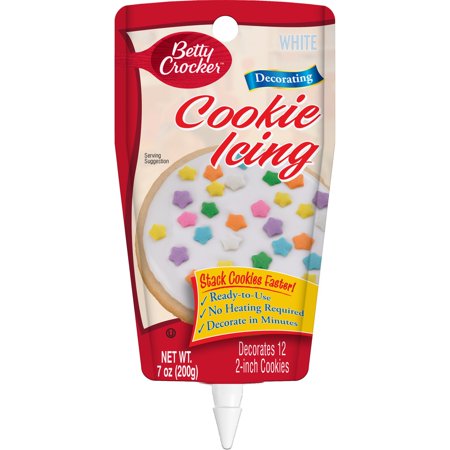 Betty
Crocker™
WHITE
Decorating
Cookie
Icing
Serving
Suggestion
Stack Cookies Faster!
✓ Ready-to-Use
✓ No Heating Required
✓ Decorate in Minutes
NET WT.
7 oz (200g)
Decorates 12
2-inch Cookies